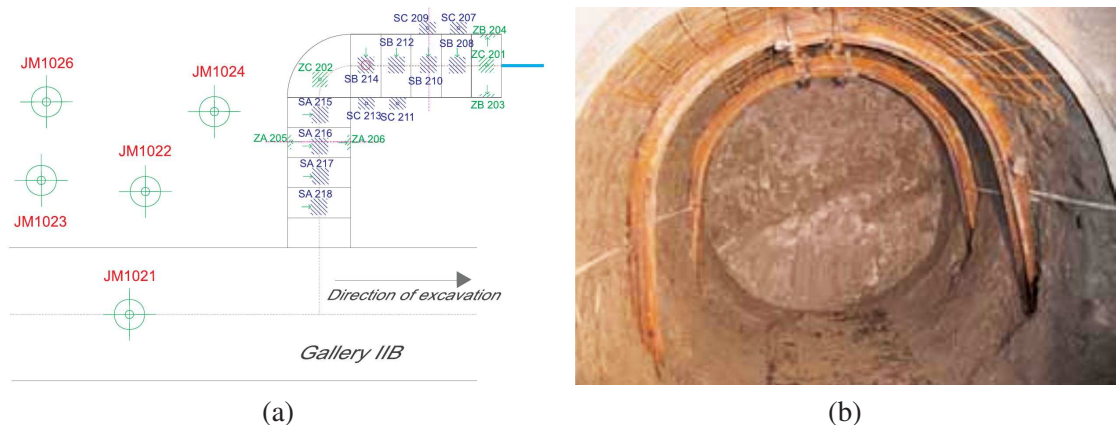 SC 209 SC 207
ZB 204
JM1026
JM1024
SB 212 SB 208
ZC 201
ZC 202
SB 214
SB 210
SA 215
SC 213 SC 211
ZB 203
ZA 205
SA 216
ZA 206
JM1022
SA 217
JM1023
SA 218
JM1021
Direction of excavation
Gallery IIB
(a)
(b)